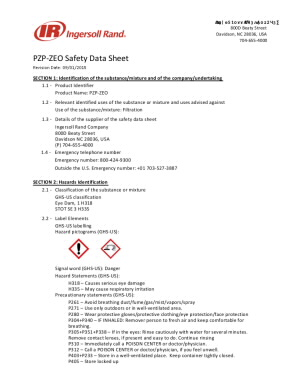 IR Ingersoll Rand.
800D Beaty Street
Davidson, NC 28036, USA
704-655-4000
PZP-ZEO Safety Data Sheet
Revision Date: 09/01/2018
SECTION 1: Identification of the substance/mixture and of the company/undertaking
1.1 - Product Identifier
Product Name: PZP-ZEO
1.2 - Relevant identified uses of the substance or mixture and uses advised against
Use of the substance/mixture: Filtration
1.3 - Details of the supplier of the safety data sheet
Ingersoll Rand Company
800D Beaty Street
Davidson NC 28036, USA
(P) 704-655-4000
1.4 - Emergency telephone number
Emergency number: 800-424-9300
Outside the U.S. Emergency number: +01 703-527-3887
SECTION 2: Hazards Identification
2.1 - Classification of the substance or mixture
GHS-US classification
Eye Dam. 1 H318
STOT SE 3 H335
2.2 - Label Elements
GHS-US labelling
Hazard pictograms (GHS-US):
Signal word (GHS-US): Danger
Hazard Statements (GHS-US):
H318 – Causes serious eye damage
H335 – May cause respiratory irritation
Precautionary statements (GHS-US):
P261 – Avoid breathing dust/fume/gas/mist/vapors/spray
P271 – Use only outdoors or in well-ventilated area.
P280 – Wear protective gloves/protective clothing/eye protection/face protection
P304+P340 – IF INHALED: Remove person to fresh air and keep comfortable for
breathing.
P305+P351+P338 – If in the eyes: Rinse cautiously with water for several minutes.
Remove contact lenses, if present and easy to do. Continue rinsing
P310 – Immediately call a POISON CENTER or doctor/physician.
P312 – Call a POISON CENTER or doctor/physician, if you feel unwell.
P403+P233 – Store in a well-ventilated place. Keep container tightly closed.
P405 – Store locked up